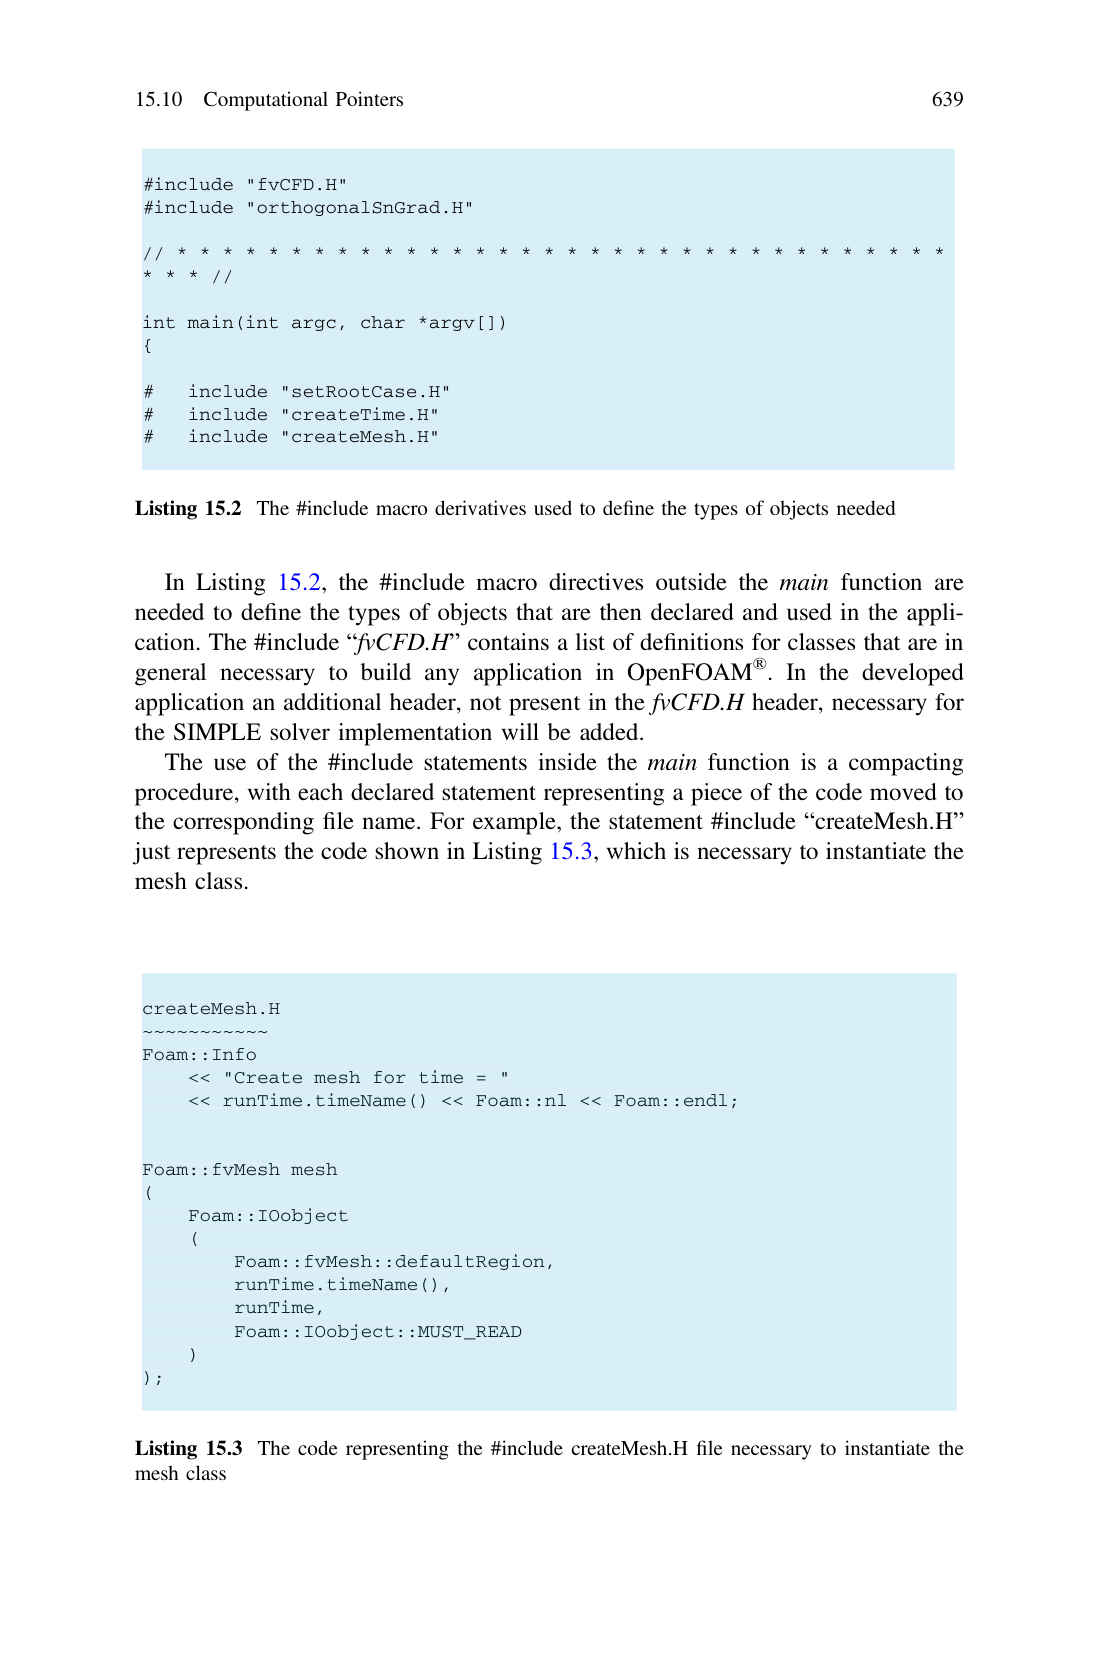 15.10 Computational Pointers 639
#include "fvCFD.H"
#include "orthogonalSnGrad.H"
// * * * * * * * * * * * * * * * * * * * * * * * * * * * * * * * * * *
* * * //
int main(int argc, char *argv[])
{
#   include "setRootCase.H"
#   include "createTime.H"
#   include "createMesh.H"
Listing 15.2 The #include macro derivatives used to define the types of objects needed
In Listing 15.2, the #include macro directives outside the main function are
needed to define the types of objects that are then declared and used in the appli-
cation. The #include “fvCFD.H” contains a list of definitions for classes that are in
general necessary to build any application in OpenFOAM®. In the developed
application an additional header, not present in the fvCFD.H header, necessary for
the SIMPLE solver implementation will be added.
The use of the #include statements inside the main function is a compacting
procedure, with each declared statement representing a piece of the code moved to
the corresponding file name. For example, the statement #include “createMesh.H”
just represents the code shown in Listing 15.3, which is necessary to instantiate the
mesh class.
createMesh.H
~~~~~~~~~~~
Foam::Info
    << "Create mesh for time = "
    << runTime.timeName() << Foam::nl << Foam::endl;
Foam::fvMesh mesh
(
    Foam::IOobject
    (
        Foam::fvMesh::defaultRegion,
        runTime.timeName(),
        runTime,
        Foam::IOobject::MUST_READ
    )
);
Listing 15.3 The code representing the #include createMesh.H file necessary to instantiate the
mesh class